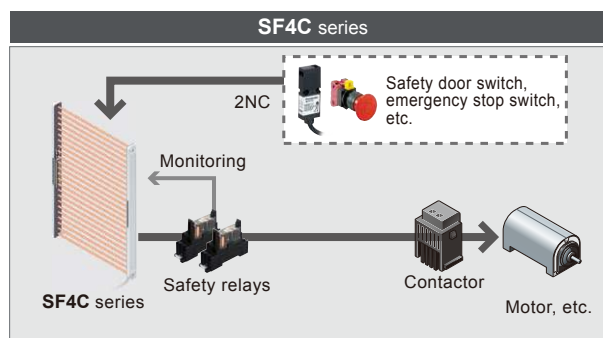 SF4C series
2NC
Safety door switch,
emergency stop switch,
etc.
Monitoring
SF4C series
Safety relays
Contactor
Motor, etc.